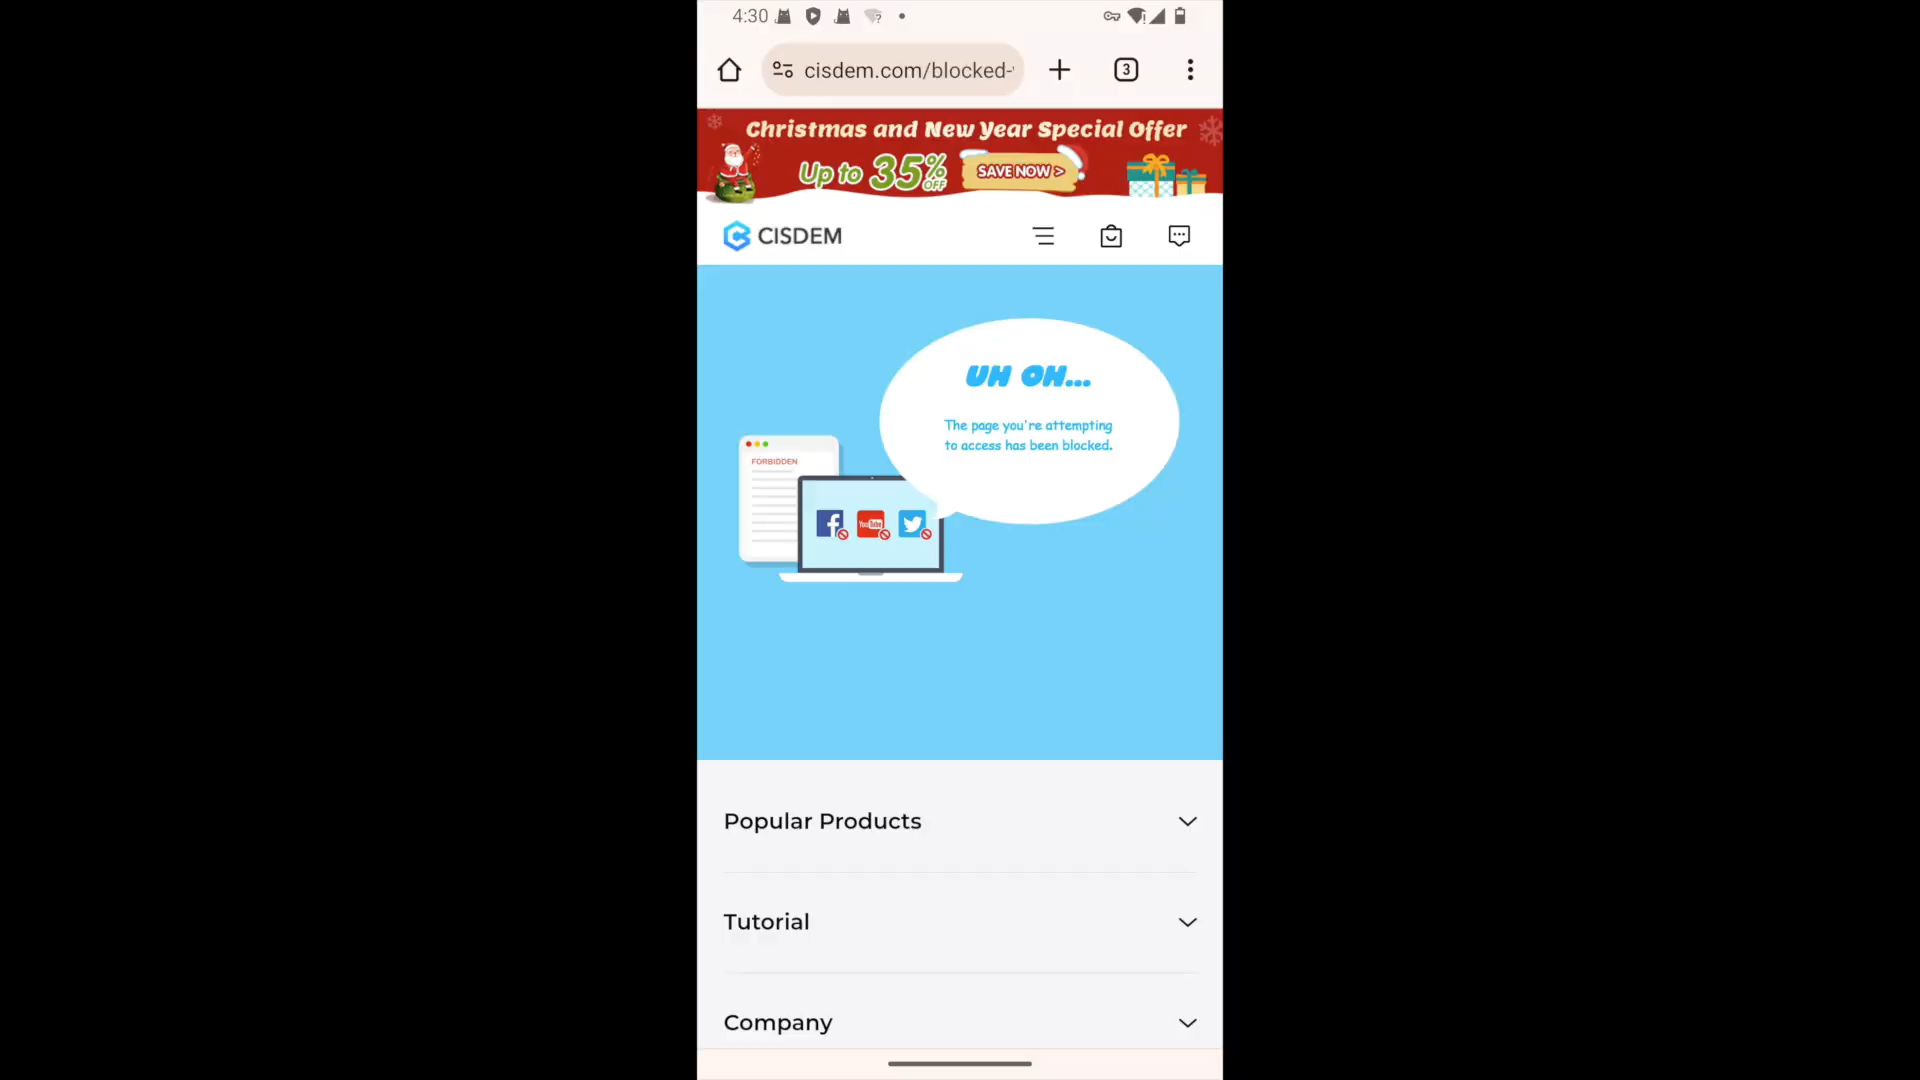 4:30
cisdem.com/blocked-
3
Christmas and New Year Special Offer
Up to 35% OFF
SAVE NOW >
CISDEM
UH OH...
The page you're attempting
to access has been blocked.
FORBIDDEN
YouTube
Popular Products
Tutorial
Company